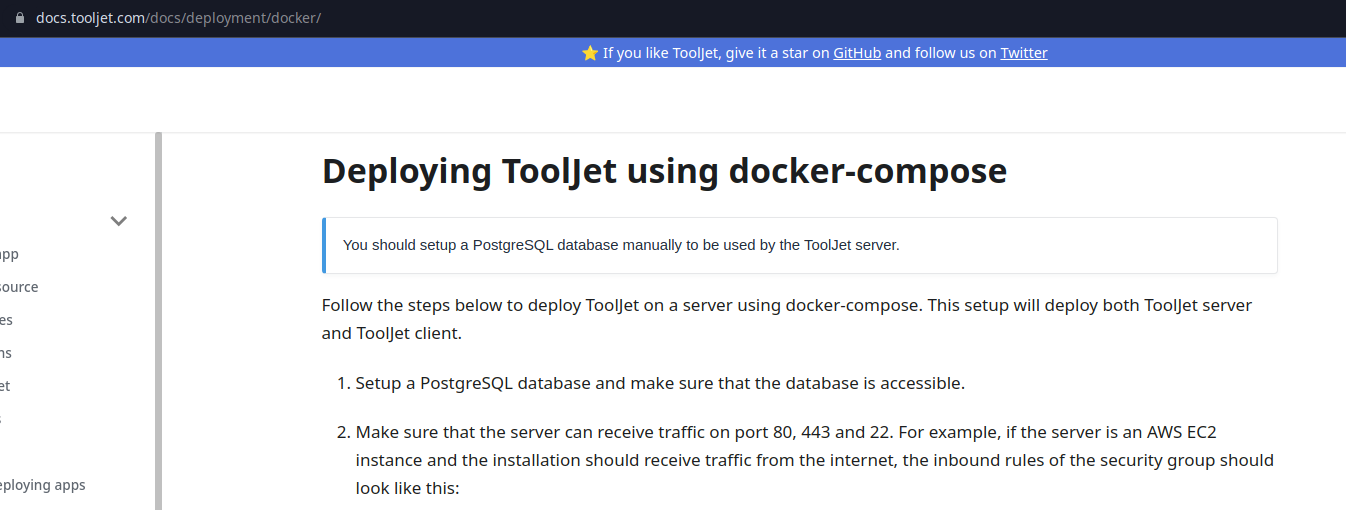 docs.tooljet.com/docs/deployment/docker/
⭐ If you like ToolJet, give it a star on GitHub and follow us on Twitter
Deploying ToolJet using docker-compose
You should setup a PostgreSQL database manually to be used by the ToolJet server.
Follow the steps below to deploy ToolJet on a server using docker-compose. This setup will deploy both ToolJet server
and ToolJet client.
1. Setup a PostgreSQL database and make sure that the database is accessible.
2. Make sure that the server can receive traffic on port 80, 443 and 22. For example, if the server is an AWS EC2
instance and the installation should receive traffic from the internet, the inbound rules of the security group should
look like this:
apps